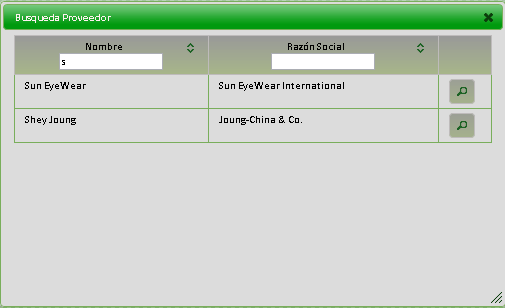 Busqueda Proveedor
Nombre Razón Social
s
Sun EyeWear Sun EyeWear International
Shey Joung Joung-China & Co.